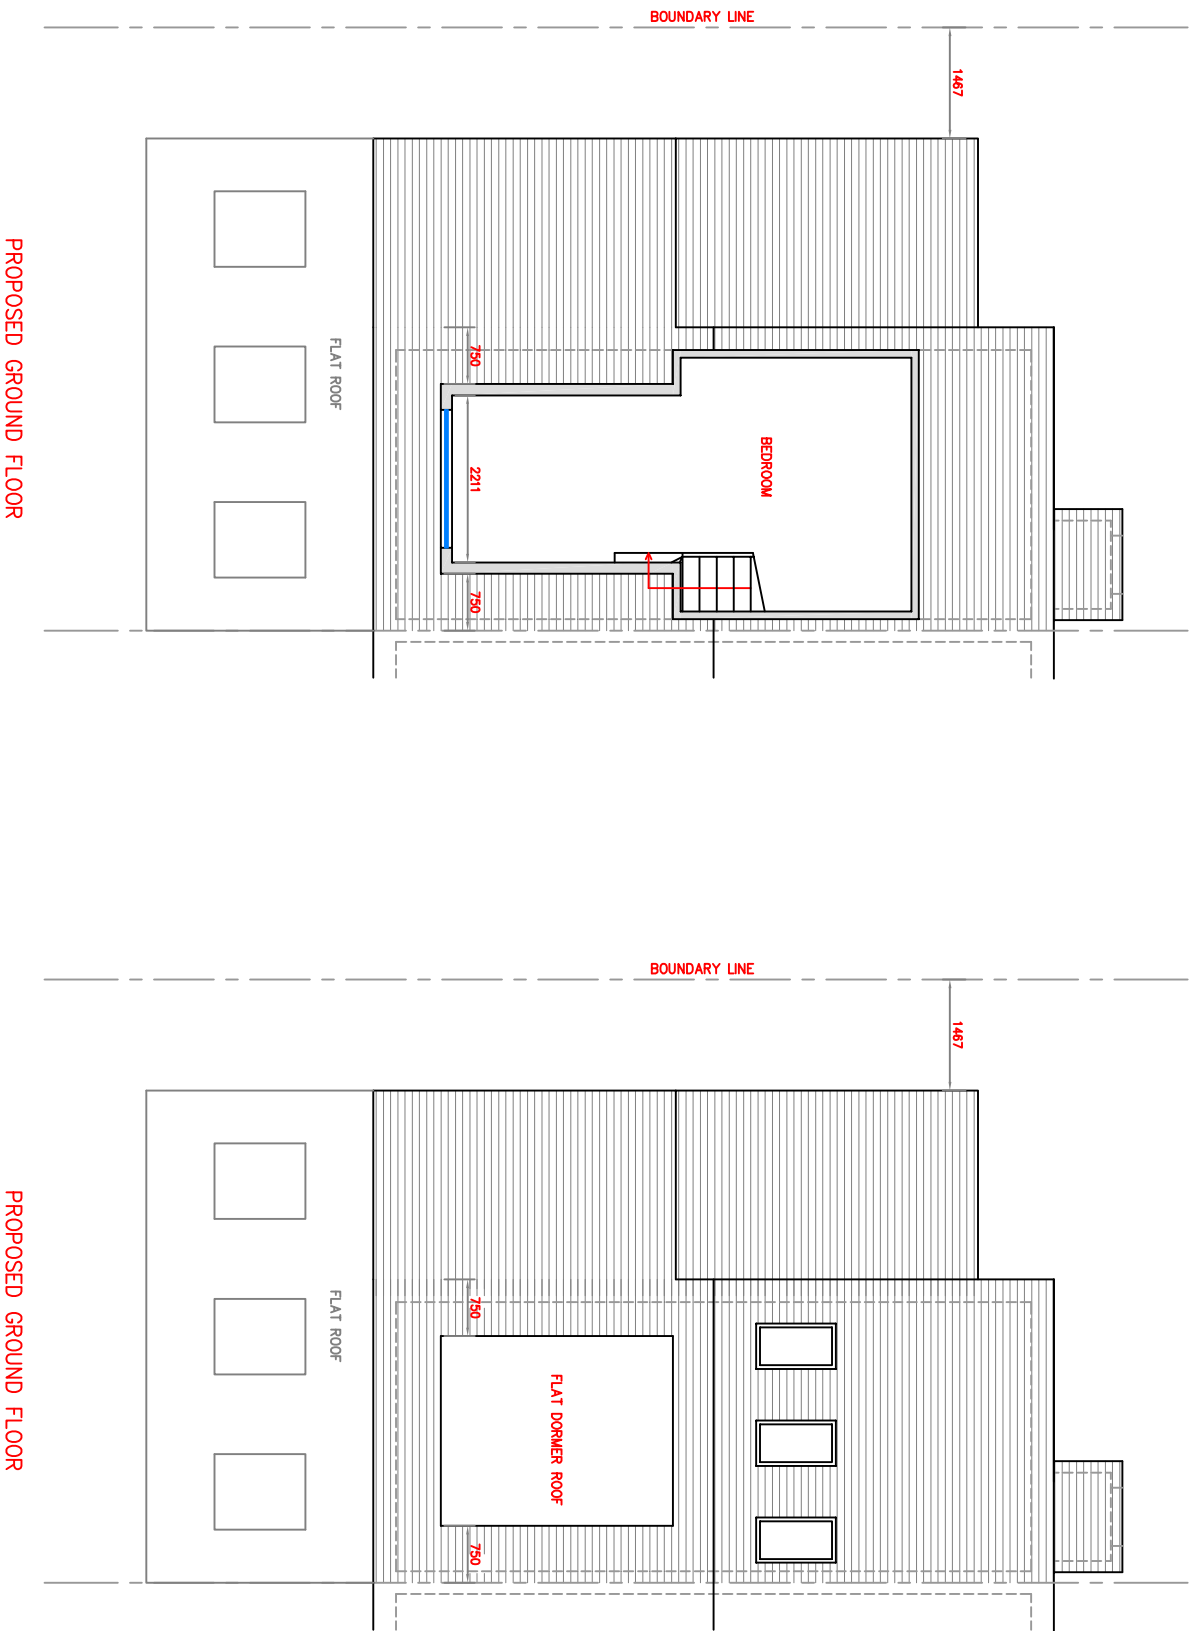 BOUNDARY LINE
1467
750
FLAT ROOF
2211
BEDROOM
750
PROPOSED GROUND FLOOR
BOUNDARY LINE
1467
750
FLAT ROOF
FLAT DORMER ROOF
750
PROPOSED GROUND FLOOR